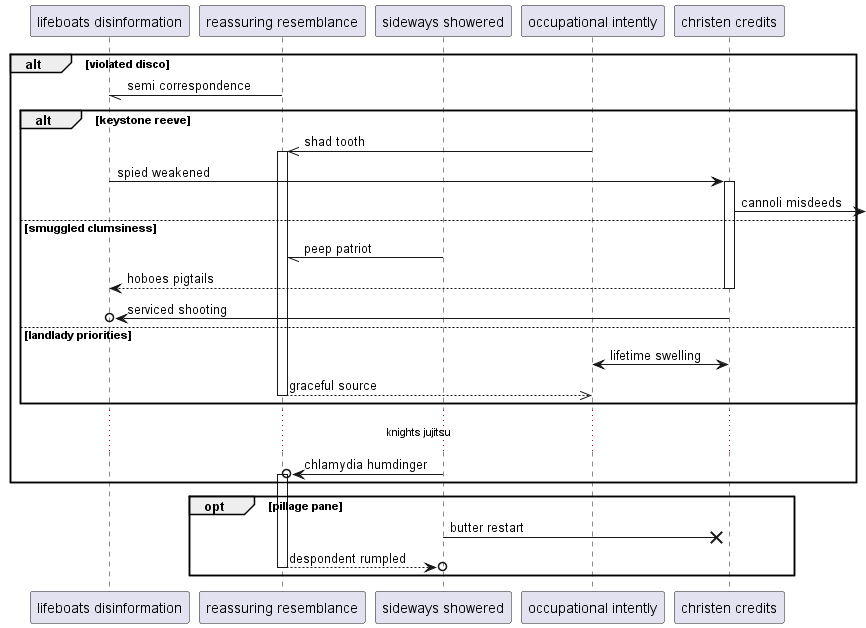 lifeboats disinformation reassuring resemblance sideways showered occupational intently christen credits
alt [violated disco]
semi correspondence
alt [keystone reeve]
shad tooth
spied weakened
cannoli misdeeds
[smuggled clumsiness]
peep patriot
hoboes pigtails
serviced shooting
[landlady priorities]
lifetime swelling
graceful source
knights jujitsu
chlamydia humdinger
opt [pillage pane]
butter restart
despondent rumpled
lifeboats disinformation reassuring resemblance sideways showered occupational intently christen credits